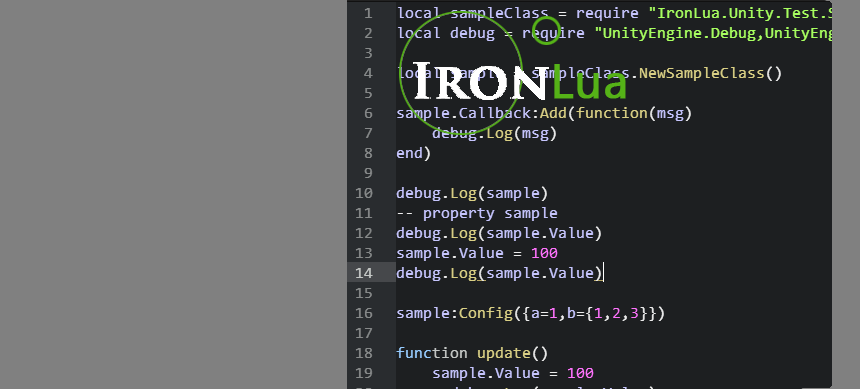 1 local sampleClass = require "IronLua.Unity.Test.
2 local debug = require "UnityEngine.Debug,UnityEng
3
4 local sample = sampleClass.NewSampleClass()
IRONLua
5
6 sample.Callback:Add(function(msg)
7 debug.Log(msg)
8 end)
9
10 debug.Log(sample)
11 -- property sample
12 debug.Log(sample.Value)
13 sample.Value = 100
14 debug.Log(sample.Value)
15
16 sample:Config({a=1,b={1,2,3}})
17
18 function update()
19 sample.Value = 100